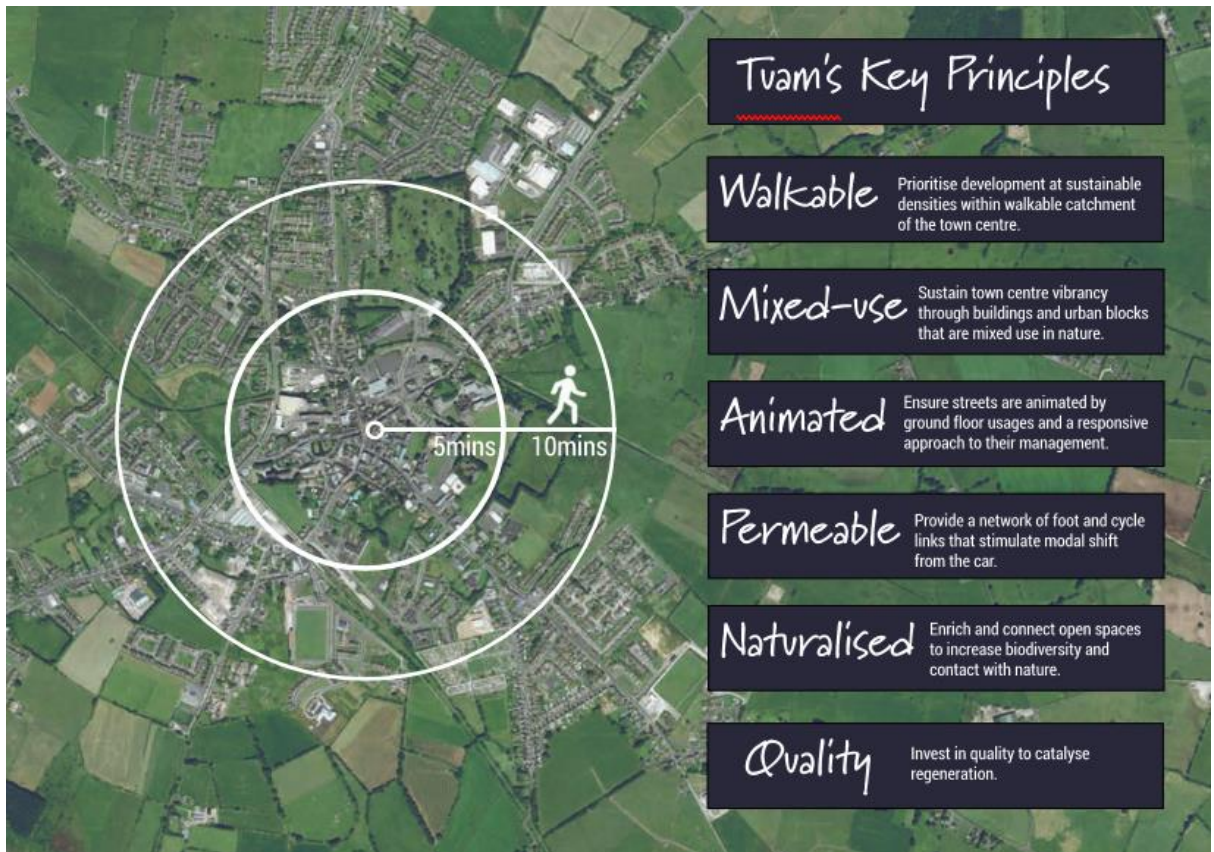 Tuam's Key Principles
Walkable
Prioritise development at sustainable
densities within walkable catchment
of the town centre.
Mixed-use
Sustain town centre vibrancy
through buildings and urban blocks
that are mixed use in nature.
Animated
Ensure streets are animated by
ground floor usages and a responsive
approach to their management.
5mins
10mins
Permeable
Provide a network of foot and cycle
links that stimulate modal shift
from the car.
Naturalised
Enrich and connect open spaces
to increase biodiversity and
contact with nature.
Quality
Invest in quality to catalyse
regeneration.